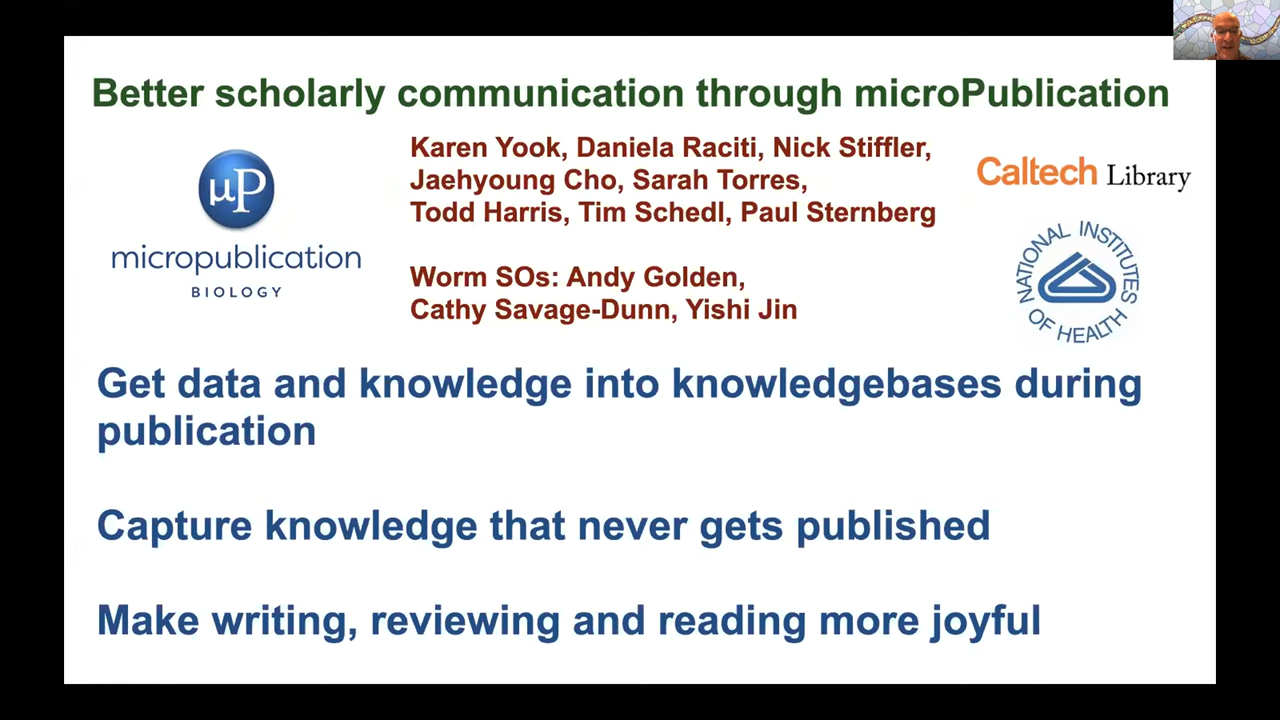 Better scholarly communication through microPublication
Karen Yook, Daniela Raciti, Nick Stiffler,
Jaehyoung Cho, Sarah Torres,
Todd Harris, Tim Schedl, Paul Sternberg
Worm SOs: Andy Golden,
Cathy Savage-Dunn, Yishi Jin
μP
micropublication
BIOLOGY
Caltech Library
NATIONAL INSTITUTES
OF HEALTH
Get data and knowledge into knowledgebases during
publication
Capture knowledge that never gets published
Make writing, reviewing and reading more joyful